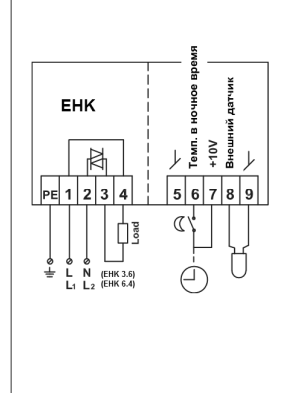 Темп. в ночное время
+10V
Внешний датчик
EHK
PE 1 2 3 4 5 6 7 8 9
Load
L N (EHK 3.6)
L1 L2 (EHK 6.4)